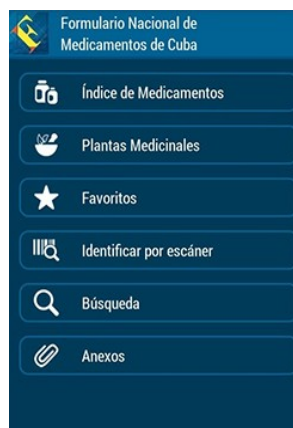 Formulario Nacional de
Medicamentos de Cuba
Índice de Medicamentos
Plantas Medicinales
Favoritos
Identificar por escáner
Búsqueda
Anexos